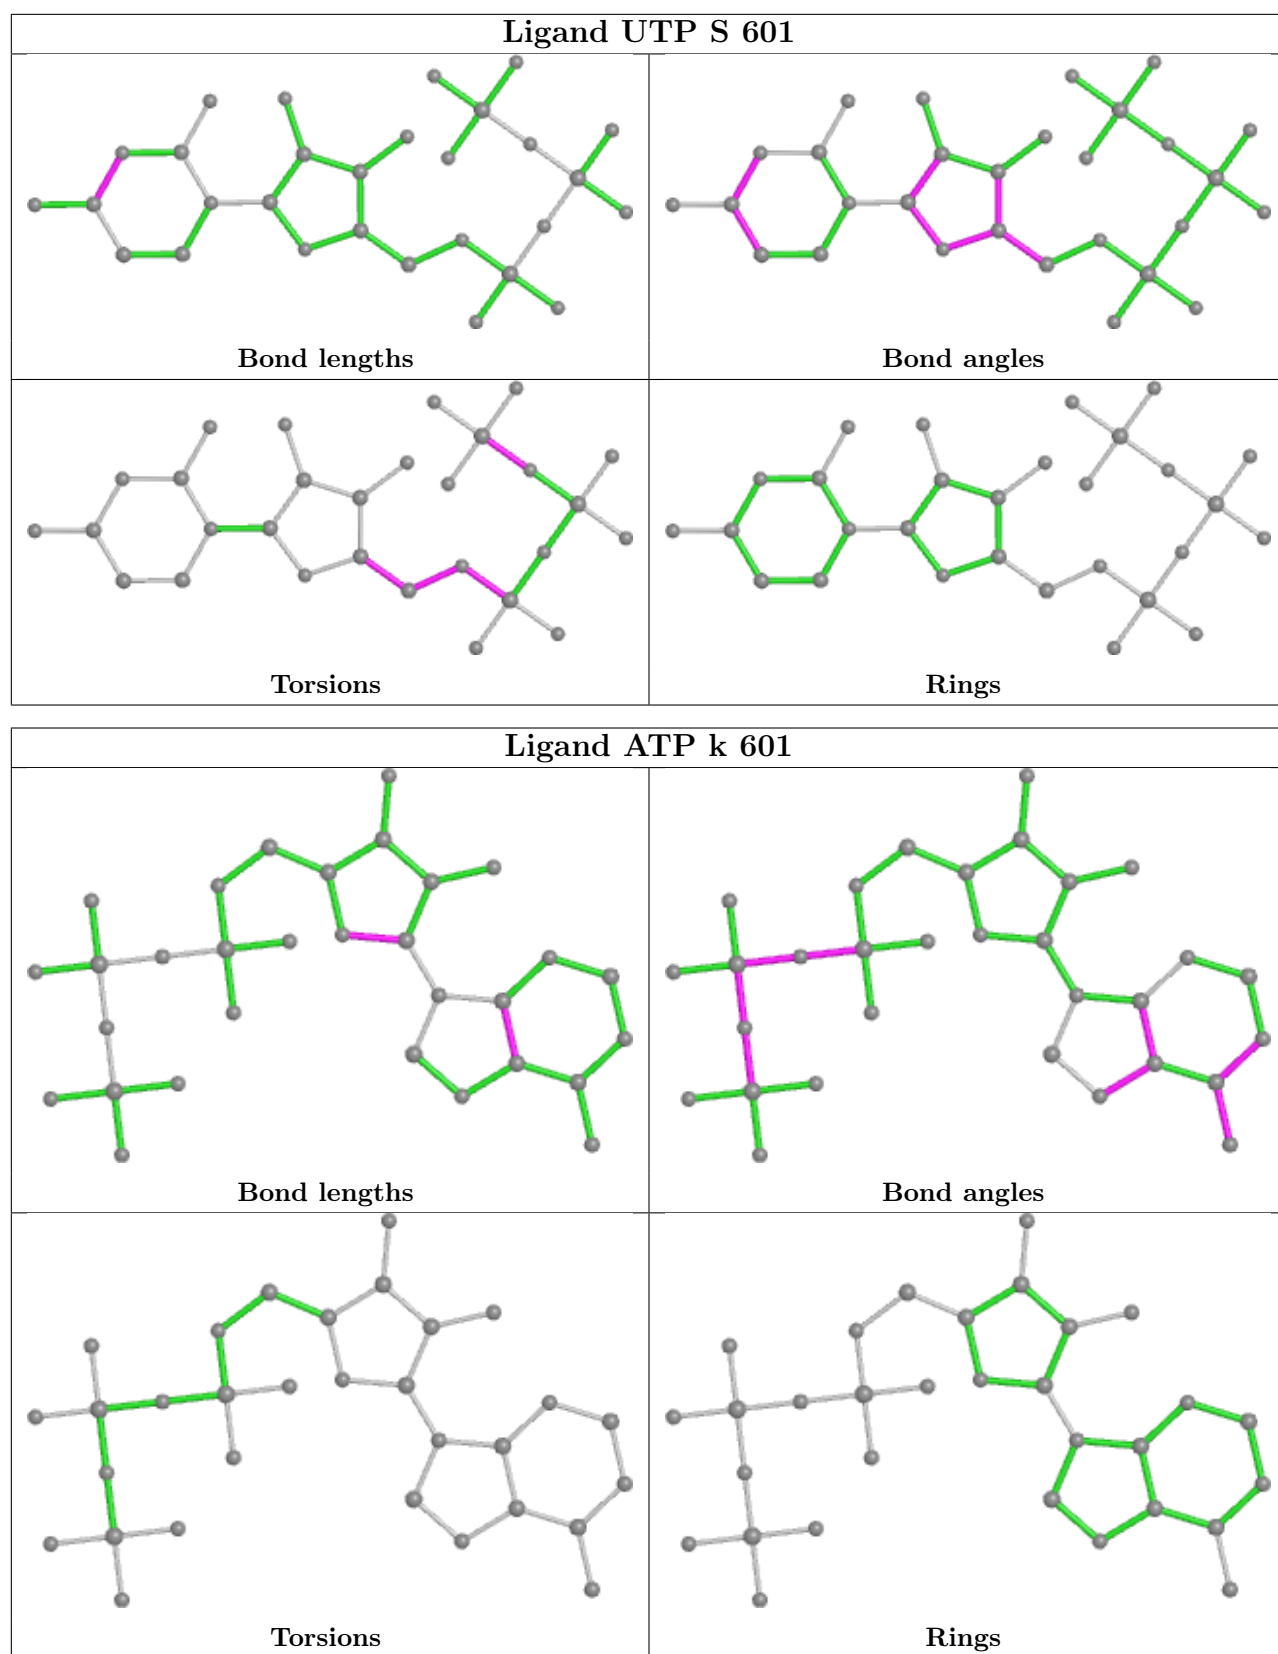 Ligand UTP S 601
Bond lengths
Bond angles
Torsions
Rings
Ligand ATP k 601
Bond lengths
Bond angles
Torsions
Rings